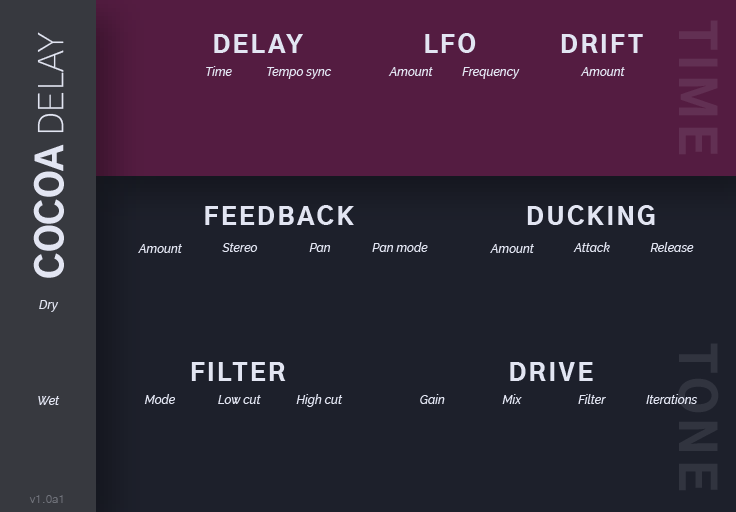 COCOA DELAY
Dry
Wet
v1.0a1
TIME
DELAY
Time Tempo sync
LFO
Amount Frequency
DRIFT
Amount
FEEDBACK
Amount Stereo Pan Pan mode
DUCKING
Amount Attack Release
TONE
FILTER
Mode Low cut High cut
DRIVE
Gain Mix Filter Iterations